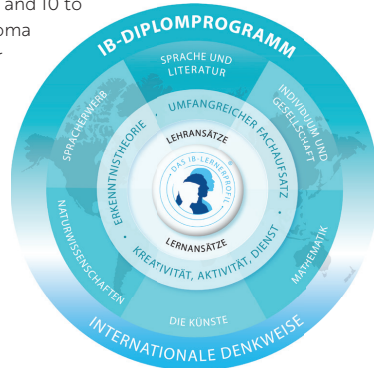 and 10 to
oma
r
IB-DIPLOMPROGRAMM
SPRACHE UND
LITERATUR
INDIVIDUUM UND
GESELLSCHAFT
MATHEMATIK
DIE KÜNSTE
NATURWISSENSCHAFTEN
SPRACHERWERB
ERKENNTNISTHEORIE • UMFANGREICHER FACHAUFSATZ • KREATIVITÄT, AKTIVITÄT, DIENST •
LEHRANSÄTZE
DAS IB-LERNERPROFIL
LERNANSÄTZE
INTERNATIONALE DENKWEISE